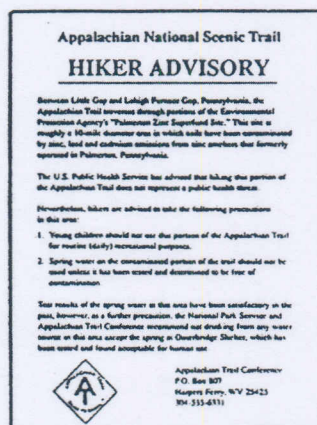 Appalachian National Scenic Trail
HIKER ADVISORY
Between Little Gap and Lehigh Furnace Gap, Pennsylvania, the
Appalachian Trail traverses through portions of the Environmental
Protection Agency's "Palmerton Zinc Superfund Site." This site is
roughly a 10-mile diameter area in which soils have been contaminated
by zinc, lead and cadmium emissions from zinc smelters that formerly
operated in Palmerton, Pennsylvania.
The U.S. Public Health Service has advised that hiking this portion of
the Appalachian Trail does not represent a public health threat.
Nevertheless, hikers are advised to take the following precautions
in this area:
1. Young children should not use this portion of the Appalachian Trail
for routine (daily) recreational purposes.
2. Spring water on the contaminated portion of the trail should not be
used unless it has been tested and determined to be free of
contamination.
Test results of the spring water in this area have been satisfactory in the
past, however, as a further precaution, the National Park Service and
Appalachian Trail Conference recommend not drinking from any water
source in this area except the spring at Outerbridge Shelter, which has
been tested and found acceptable for human use.
Appalachian Trail Conference
P.O. Box 807
Harpers Ferry, WV 25425
304-535-6331